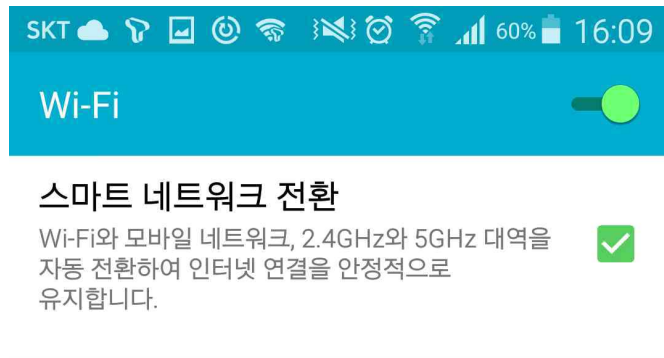 SKT 60% 16:09
Wi-Fi
스마트 네트워크 전환
Wi-Fi와 모바일 네트워크, 2.4GHz와 5GHz 대역을
자동 전환하여 인터넷 연결을 안정적으로
유지합니다.